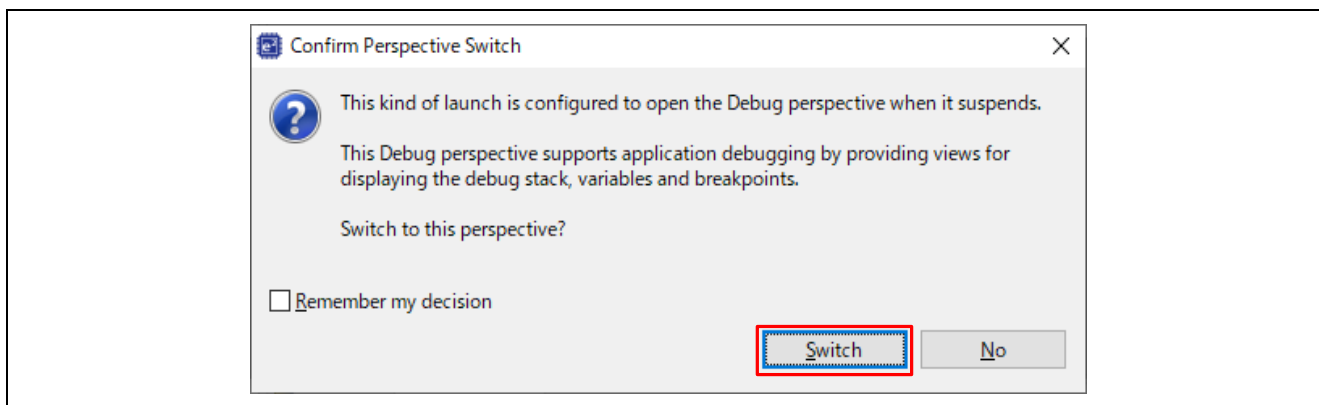 Confirm Perspective Switch
This kind of launch is configured to open the Debug perspective when it suspends.
This Debug perspective supports application debugging by providing views for
displaying the debug stack, variables and breakpoints.
Switch to this perspective?
Remember my decision
Switch No